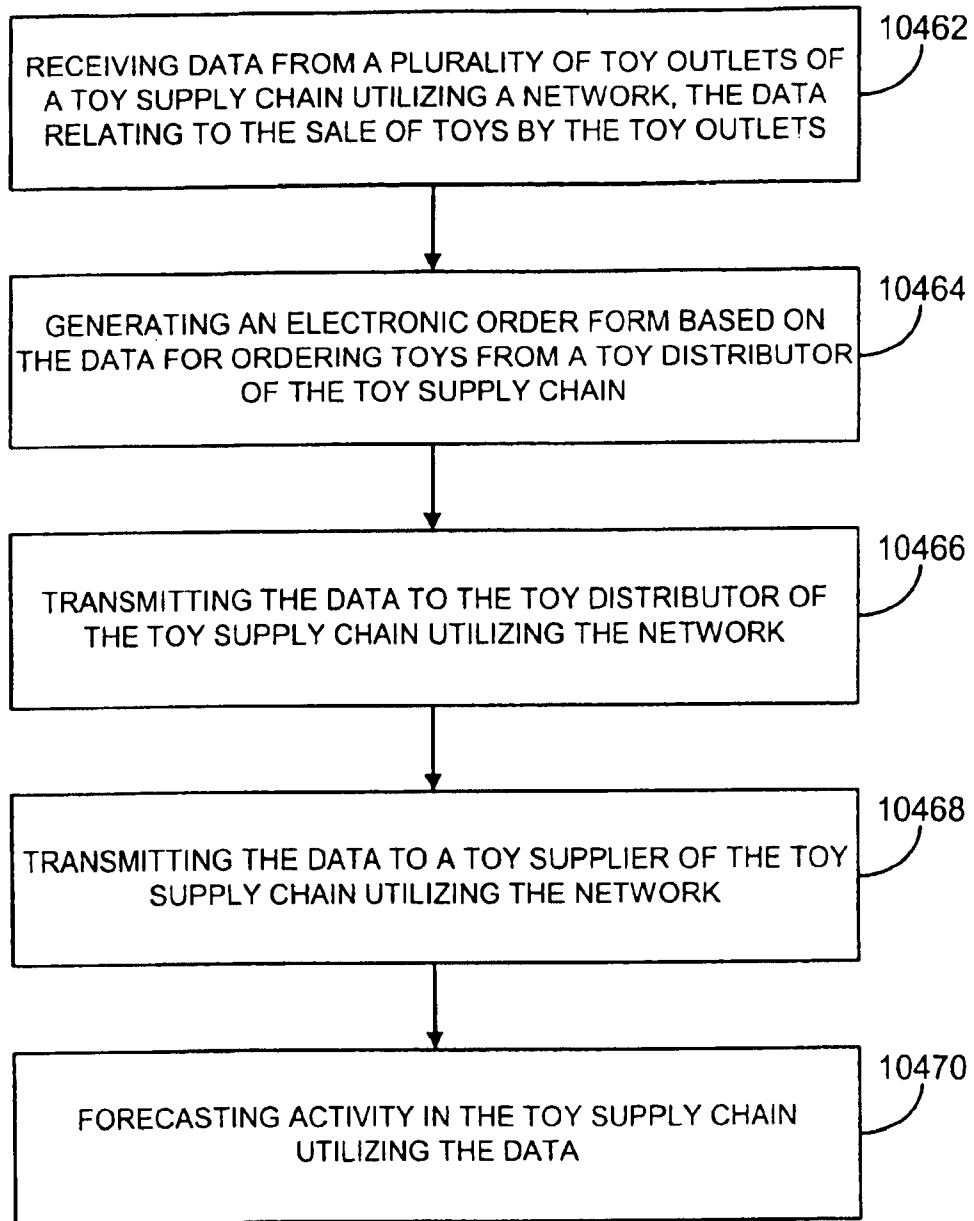 10462
RECEIVING DATA FROM A PLURALITY OF TOY OUTLETS OF
A TOY SUPPLY CHAIN UTILIZING A NETWORK, THE DATA
RELATING TO THE SALE OF TOYS BY THE TOY OUTLETS
10464
GENERATING AN ELECTRONIC ORDER FORM BASED ON
THE DATA FOR ORDERING TOYS FROM A TOY DISTRIBUTOR
OF THE TOY SUPPLY CHAIN
10466
TRANSMITTING THE DATA TO THE TOY DISTRIBUTOR OF
THE TOY SUPPLY CHAIN UTILIZING THE NETWORK
10468
TRANSMITTING THE DATA TO A TOY SUPPLIER OF THE TOY
SUPPLY CHAIN UTILIZING THE NETWORK
10470
FORECASTING ACTIVITY IN THE TOY SUPPLY CHAIN
UTILIZING THE DATA